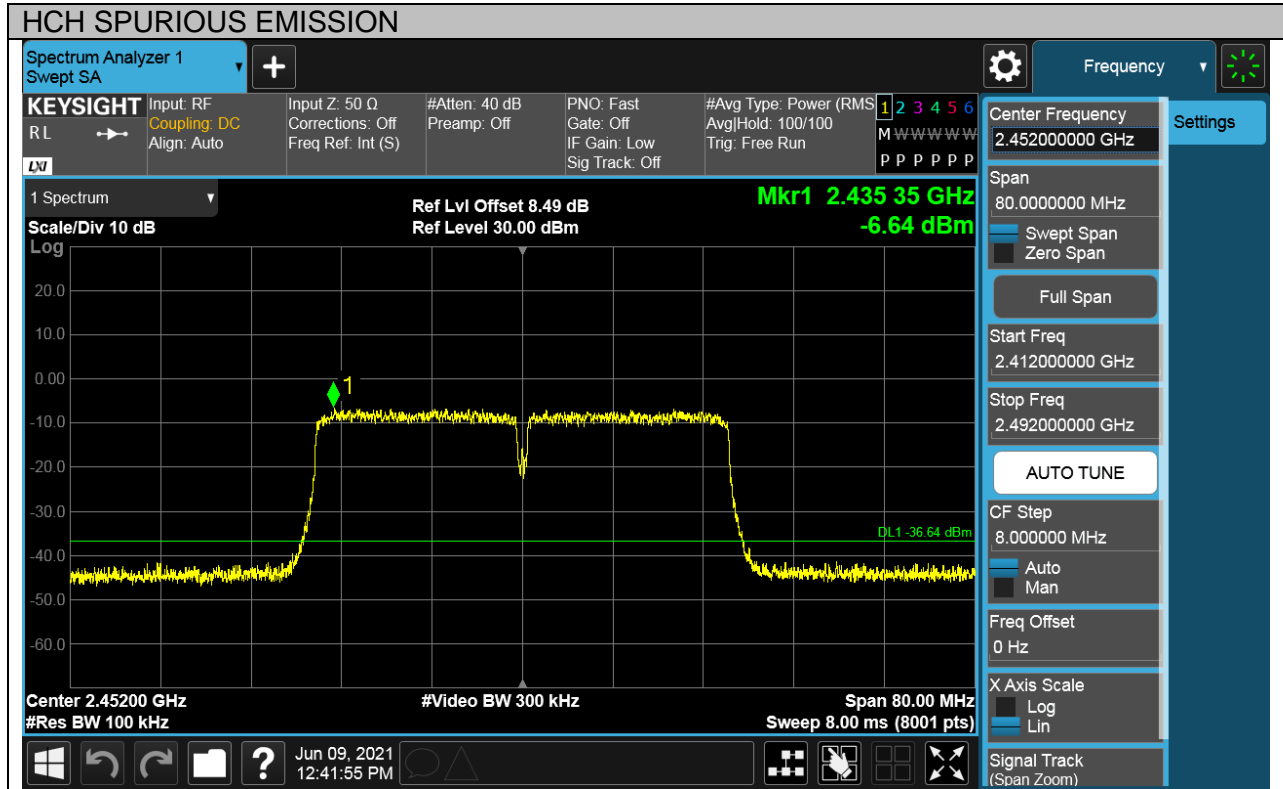 HCH SPURIOUS EMISSION
Spectrum Analyzer 1
Swept SA
Frequency
KEYSIGHT
R L
LXI
Input: RF
Coupling: DC
Align: Auto
Input Z: 50 Ω
Corrections: Off
Freq Ref: Int (S)
#Atten: 40 dB
Preamp: Off
PNO: Fast
Gate: Off
IF Gain: Low
Sig Track: Off
#Avg Type: Power (RMS
Avg|Hold: 100/100
Trig: Free Run
1 2 3 4 5 6
M W W W W W
P P P P P P
1 Spectrum
Scale/Div 10 dB
Ref Lvl Offset 8.49 dB
Ref Level 30.00 dBm
Mkr1 2.435 35 GHz
-6.64 dBm
Log
20.0
10.0
0.00
-10.0
-20.0
-30.0
-40.0
-50.0
-60.0
1
DL1 -36.64 dBm
Center 2.45200 GHz
#Res BW 100 kHz
#Video BW 300 kHz
Span 80.00 MHz
Sweep 8.00 ms (8001 pts)
Center Frequency
2.452000000 GHz
Settings
Span
80.0000000 MHz
Swept Span
Zero Span
Full Span
Start Freq
2.412000000 GHz
Stop Freq
2.492000000 GHz
AUTO TUNE
CF Step
8.000000 MHz
Auto
Man
Freq Offset
0 Hz
X Axis Scale
Log
Lin
Signal Track
(Span Zoom)
?
Jun 09, 2021
12:41:55 PM